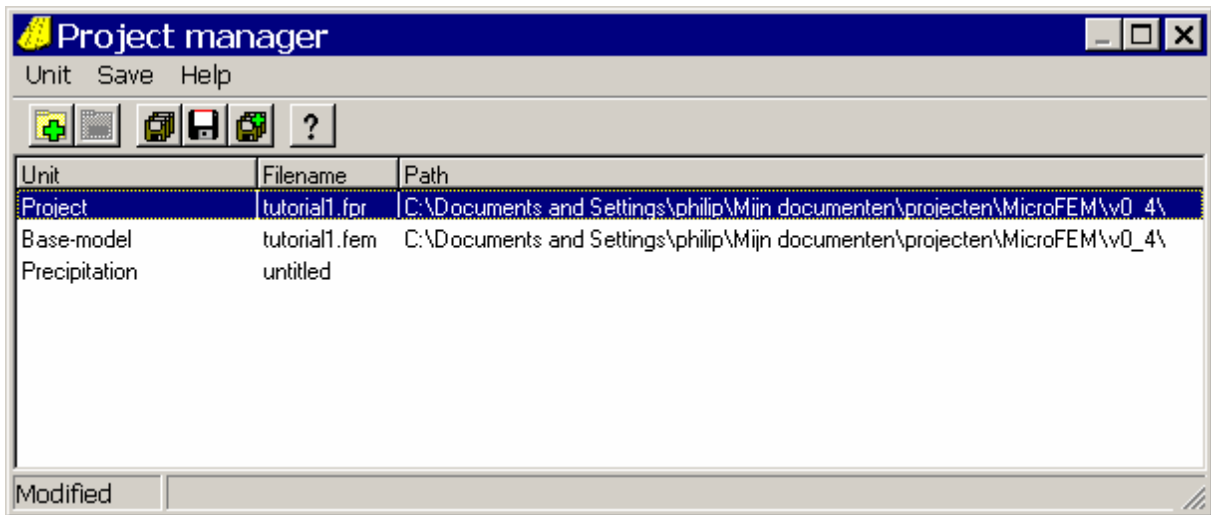 Project manager
Unit Save Help
?
Unit Filename Path
Project tutorial1.fpr C:\Documents and Settings\philip\Mijn documenten\projecten\MicroFEM\v0_4\
Base-model tutorial1.fem C:\Documents and Settings\philip\Mijn documenten\projecten\MicroFEM\v0_4\
Precipitation untitled
Modified